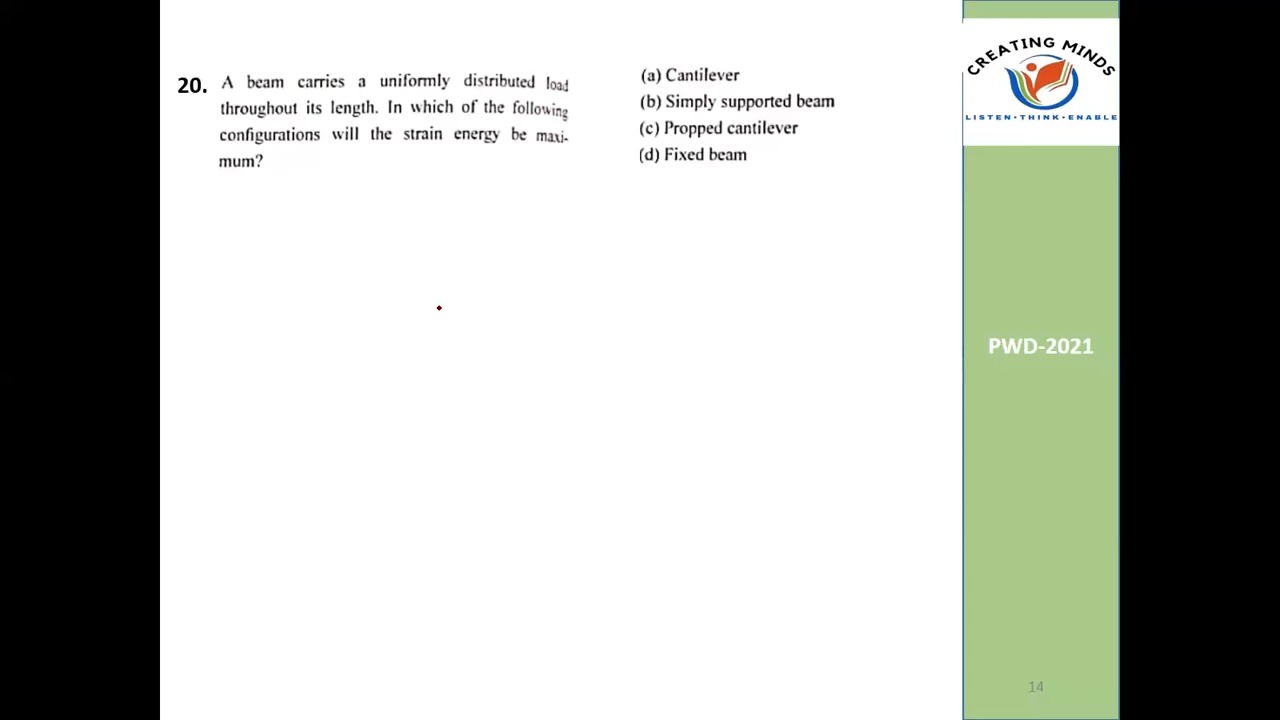 20. A beam carries a uniformly distributed load
throughout its length. In which of the following
configurations will the strain energy be maxi-
mum?
(a) Cantilever
(b) Simply supported beam
(c) Propped cantilever
(d) Fixed beam
CREATING MINDS
LISTEN·THINK·ENABLE
PWD-2021
14